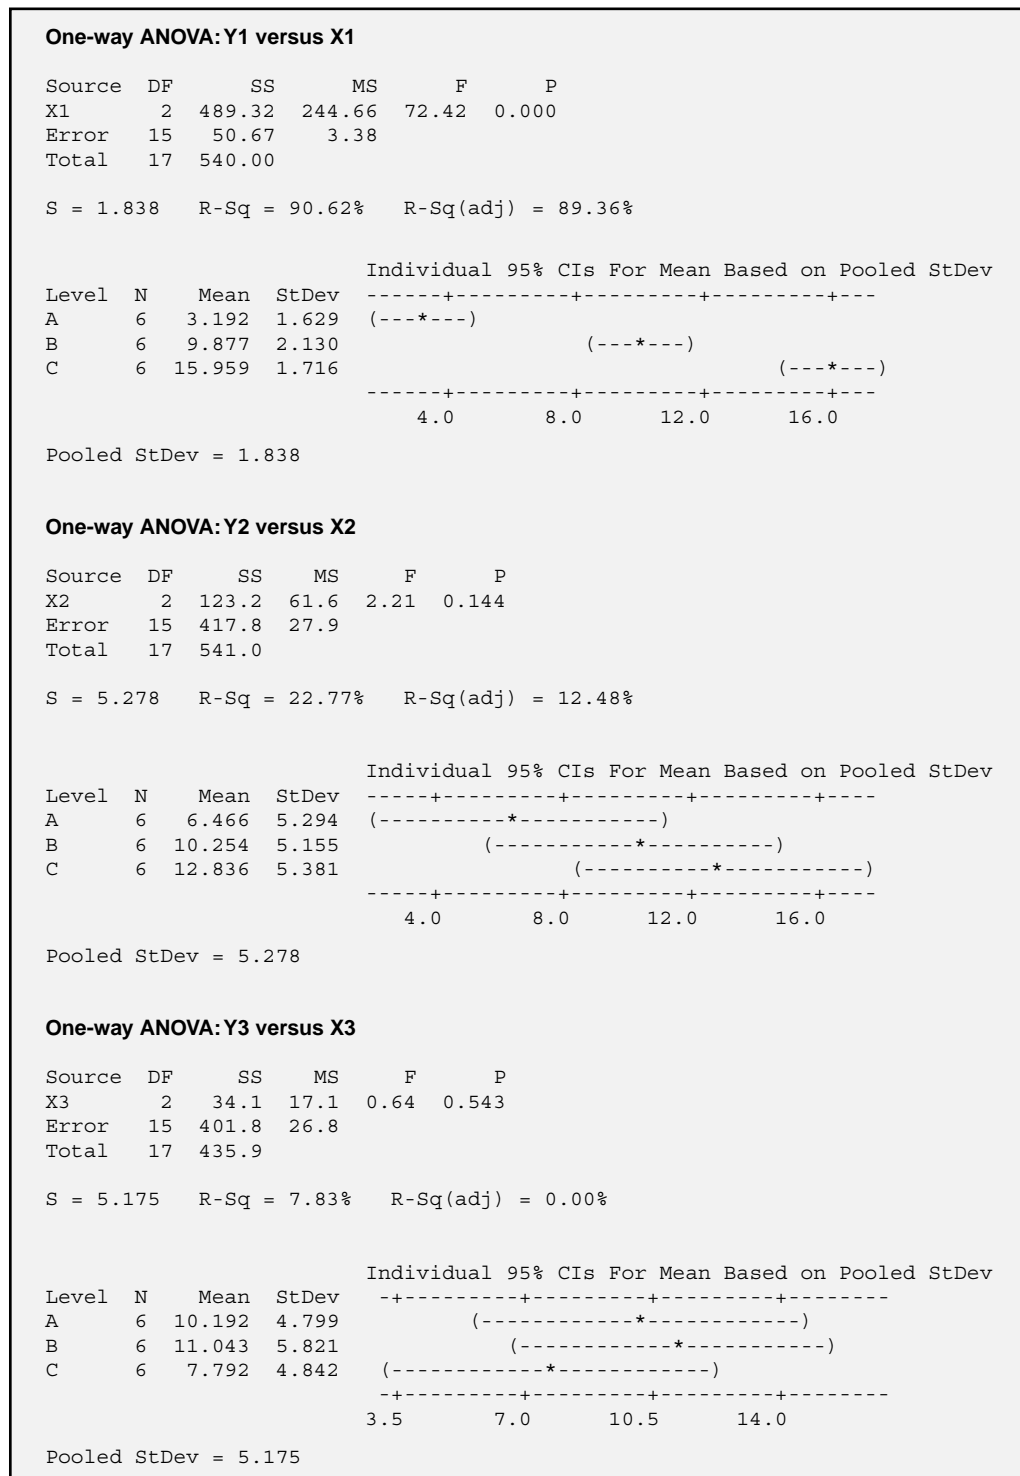 One-way ANOVA: Y1 versus X1
Source  DF      SS      MS      F      P
X1       2  489.32  244.66  72.42  0.000
Error   15   50.67    3.38
Total   17  540.00
S = 1.838   R-Sq = 90.62%   R-Sq(adj) = 89.36%
                         Individual 95% CIs For Mean Based on Pooled StDev
Level  N    Mean  StDev  ------+---------+---------+---------+---
A      6   3.192  1.629  (---*---)
B      6   9.877  2.130                   (---*---)
C      6  15.959  1.716                                  (---*---)
                         ------+---------+---------+---------+---
                             4.0       8.0      12.0      16.0
Pooled StDev = 1.838
One-way ANOVA: Y2 versus X2
Source  DF     SS    MS     F      P
X2       2  123.2  61.6  2.21  0.144
Error   15  417.8  27.9
Total   17  541.0
S = 5.278   R-Sq = 22.77%   R-Sq(adj) = 12.48%
                         Individual 95% CIs For Mean Based on Pooled StDev
Level  N    Mean  StDev  -----+---------+---------+---------+----
A      6   6.466  5.294  (----------*-----------)
B      6  10.254  5.155           (-----------*----------)
C      6  12.836  5.381                  (----------*-----------)
                         -----+---------+---------+---------+----
                            4.0       8.0      12.0      16.0
Pooled StDev = 5.278
One-way ANOVA: Y3 versus X3
Source  DF     SS    MS     F      P
X3       2   34.1  17.1  0.64  0.543
Error   15  401.8  26.8
Total   17  435.9
S = 5.175   R-Sq = 7.83%   R-Sq(adj) = 0.00%
                         Individual 95% CIs For Mean Based on Pooled StDev
Level  N    Mean  StDev   -+---------+---------+---------+--------
A      6  10.192  4.799          (------------*------------)
B      6  11.043  5.821             (------------*-----------)
C      6   7.792  4.842   (------------*------------)
                          -+---------+---------+---------+--------
                         3.5       7.0      10.5      14.0
Pooled StDev = 5.175